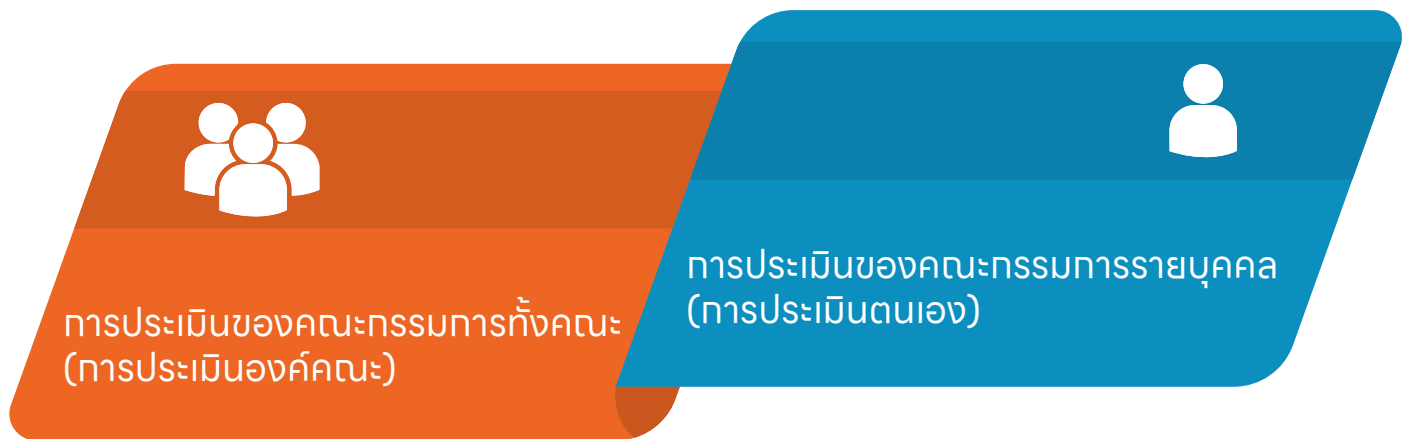 การประเมินของคณะกรรมการทั้งคณะ
(การประเมินองค์คณะ)
การประเมินของคณะกรรมการรายบุคคล
(การประเมินตนเอง)